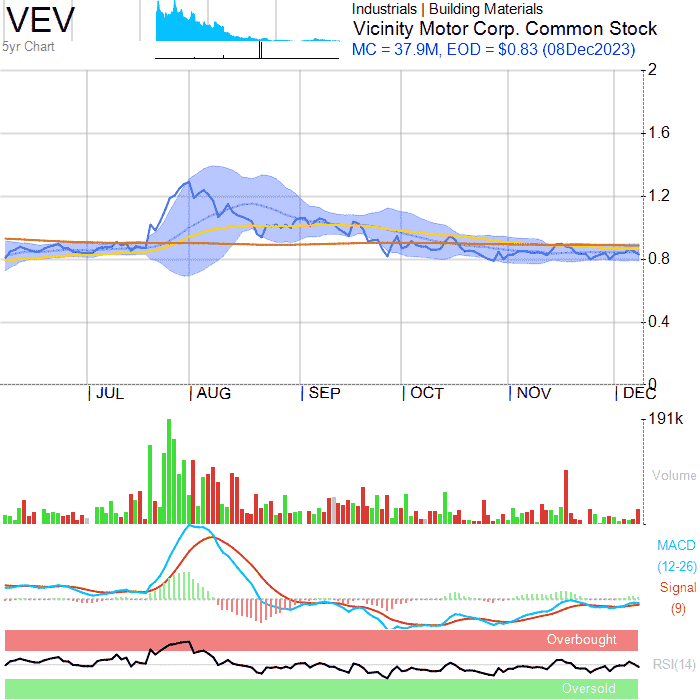 VEV
5yr Chart
Industrials | Building Materials
Vicinity Motor Corp. Common Stock
MC = 37.9M, EOD = $0.83 (08Dec2023)
2
1.6
1.2
0.8
0.4
0
JUL AUG SEP OCT NOV DEC
191k
Volume
MACD
(12-26)
Signal
(9)
Overbought
RSI(14)
Oversold